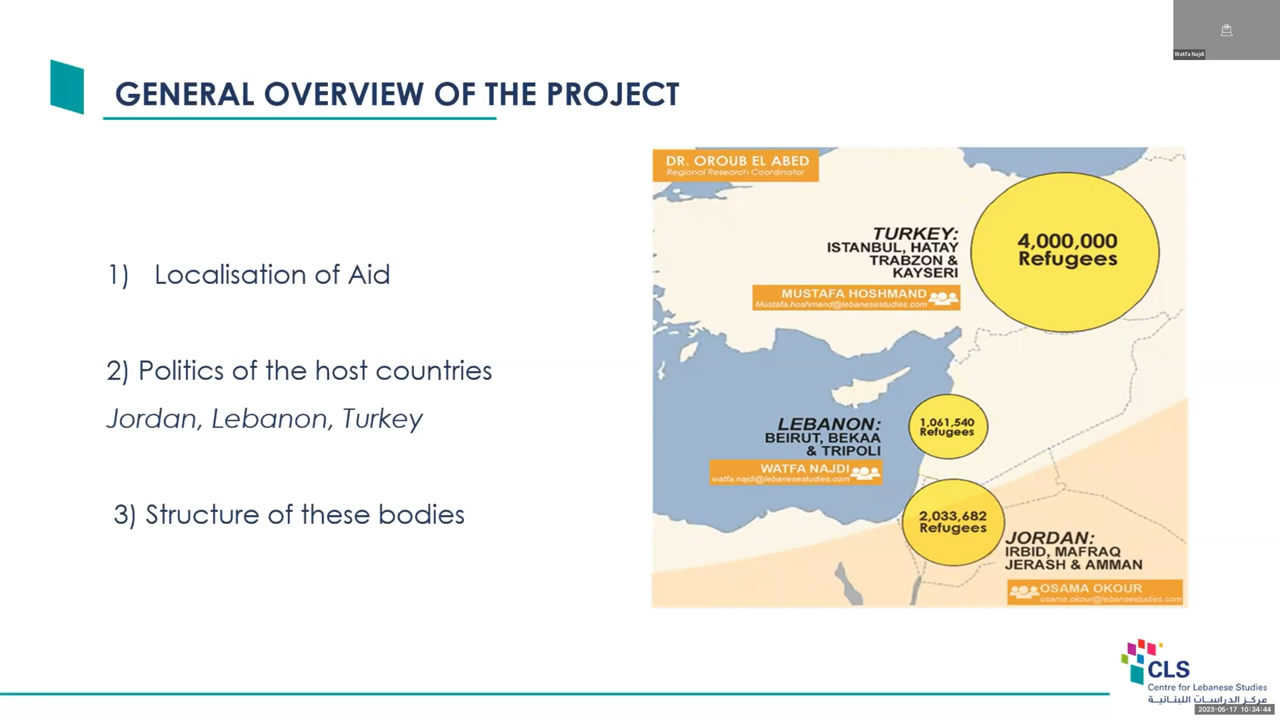 Watfa Najdi
GENERAL OVERVIEW OF THE PROJECT
1) Localisation of Aid
2) Politics of the host countries
Jordan, Lebanon, Turkey
3) Structure of these bodies
DR. OROUB EL ABED
Regional Research Coordinator
TURKEY:
ISTANBUL, HATAY
TRABZON &
KAYSERI
MUSTAFA HOSHMAND
Mustafa.hoshmand@lebanesestudies.com
4,000,000
Refugees
LEBANON:
BEIRUT, BEKAA
& TRIPOLI
WATFA NAJDI
watfa.najdi@lebanesestudies.com
1,061,540
Refugees
2,033,682
Refugees
JORDAN:
IRBID, MAFRAQ
JERASH & AMMAN
OSAMA OKOUR
osama.okour@lebansestudies.com
CLS
Centre for Lebanese Studies
مركز الدراسات اللبنانية
2023-05-17 10:34:44